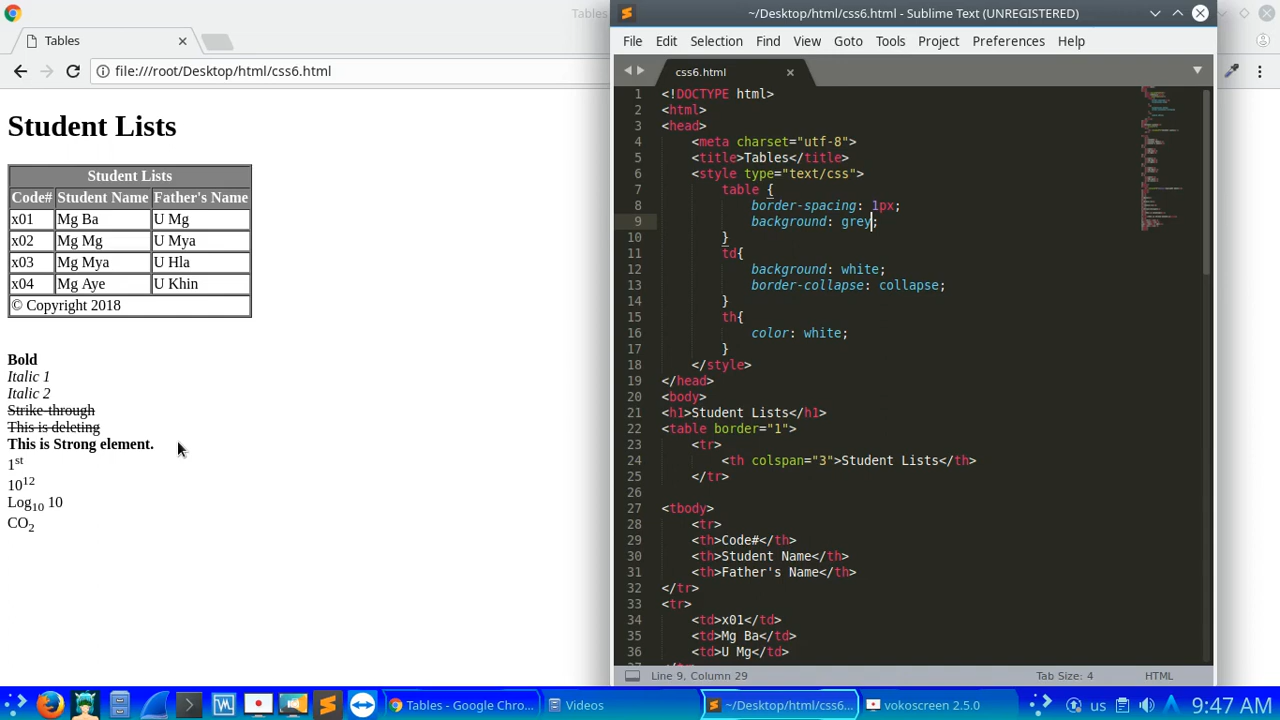 Tables
~/Desktop/html/css6.html - Sublime Text (UNREGISTERED)
Tables
file:///root/Desktop/html/css6.html
File Edit Selection Find View Goto Tools Project Preferences Help
css6.html
Student Lists
Student Lists
Code# Student Name Father's Name
x01 Mg Ba U Mg
x02 Mg Mg U Mya
x03 Mg Mya U Hla
x04 Mg Aye U Khin
© Copyright 2018
Bold
Italic 1
Italic 2
Strike-through
This is deleting
This is Strong element.
1st
1012
Log10 10
CO2
1 <!DOCTYPE html>
2 <html>
3 <head>
4 <meta charset="utf-8">
5 <title>Tables</title>
6 <style type="text/css">
7 table {
8 border-spacing: 1px;
9 background: grey;
10 }
11 td{
12 background: white;
13 border-collapse: collapse;
14 }
15 th{
16 color: white;
17 }
18 </style>
19 </head>
20 <body>
21 <h1>Student Lists</h1>
22 <table border="1">
23 <tr>
24 <th colspan="3">Student Lists</th>
25 </tr>
26
27 <tbody>
28 <tr>
29 <th>Code#</th>
30 <th>Student Name</th>
31 <th>Father's Name</th>
32 </tr>
33 <tr>
34 <td>x01</td>
35 <td>Mg Ba</td>
36 <td>U Mg</td>
Line 9, Column 29 Tab Size: 4 HTML
Tables - Google Chro... Videos ~/Desktop/html/css6... vokoscreen 2.5.0 us 9:47 AM